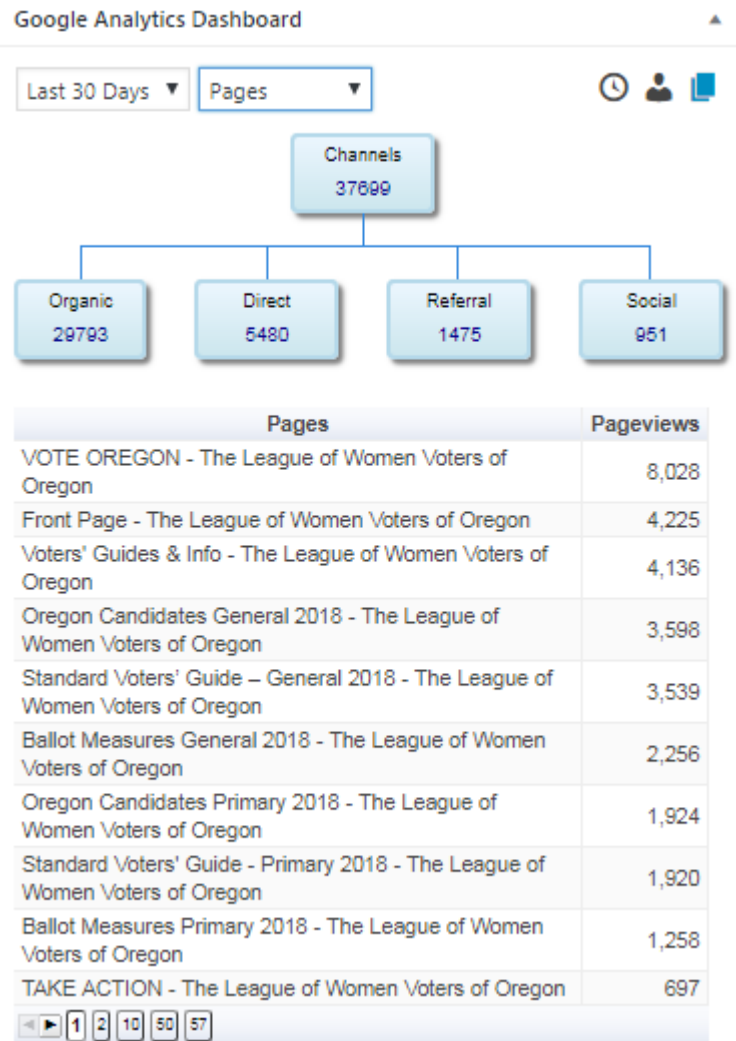 Google Analytics Dashboard
Last 30 Days
Pages
Channels
37699
Organic
29793
Direct
5480
Referral
1475
Social
951
Pages Pageviews
VOTE OREGON - The League of Women Voters of
Oregon
8,028
Front Page - The League of Women Voters of Oregon 4,225
Voters' Guides & Info - The League of Women Voters of
Oregon
4,136
Oregon Candidates General 2018 - The League of
Women Voters of Oregon
3,598
Standard Voters’ Guide – General 2018 - The League of
Women Voters of Oregon
3,539
Ballot Measures General 2018 - The League of Women
Voters of Oregon
2,256
Oregon Candidates Primary 2018 - The League of
Women Voters of Oregon
1,924
Standard Voters' Guide - Primary 2018 - The League of
Women Voters of Oregon
1,920
Ballot Measures Primary 2018 - The League of Women
Voters of Oregon
1,258
TAKE ACTION - The League of Women Voters of Oregon 697
1 2 10 50 57